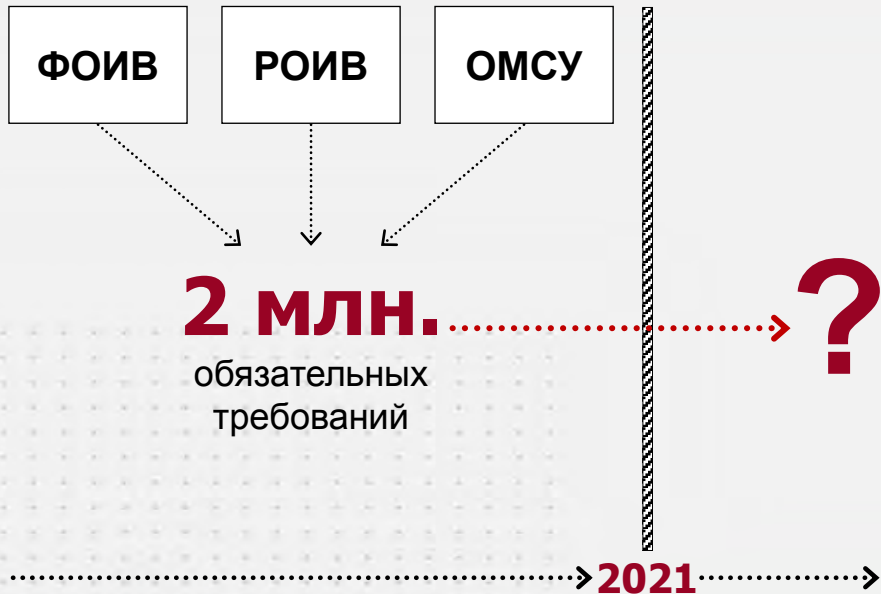 ФОИВ РОИВ ОМСУ
2 млн.
?
обязательных
требований
2021